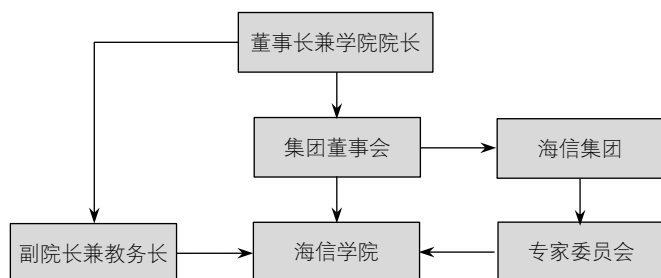 董事长兼学院院长
集团董事会
海信集团
副院长兼教务长
海信学院
专家委员会